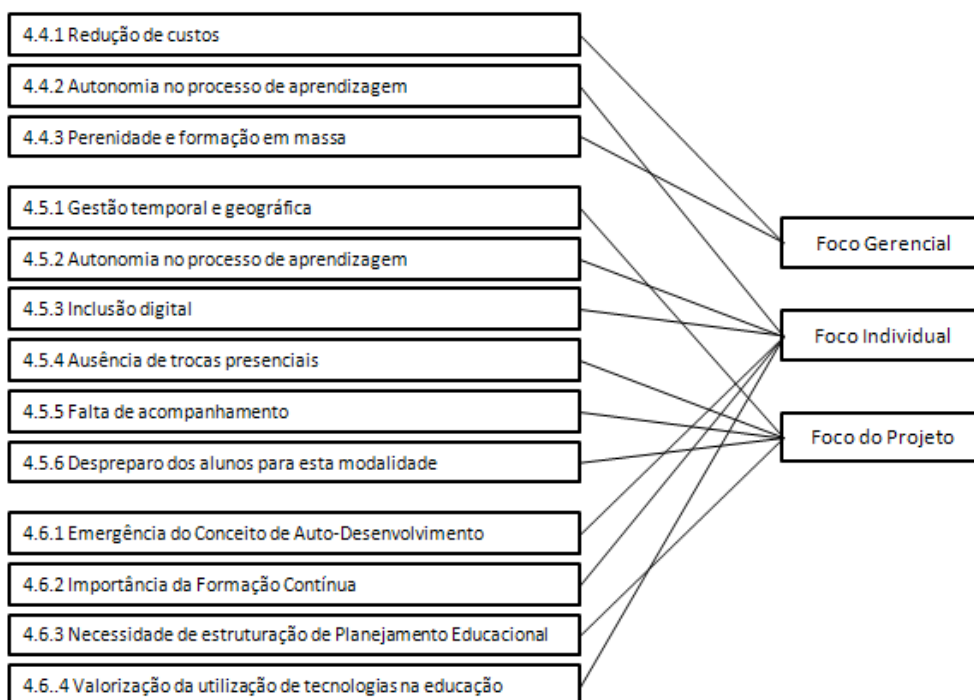 4.4.1 Redução de custos
4.4.2 Autonomia no processo de aprendizagem
4.4.3 Perenidade e formação em massa
4.5.1 Gestão temporal e geográfica
4.5.2 Autonomia no processo de aprendizagem
4.5.3 Inclusão digital
4.5.4 Ausência de trocas presenciais
4.5.5 Falta de acompanhamento
4.5.6 Despreparo dos alunos para esta modalidade
4.6.1 Emergência do Conceito de Auto-Desenvolvimento
4.6.2 Importância da Formação Contínua
4.6.3 Necessidade de estruturação de Planejamento Educacional
4.6..4 Valorização da utilização de tecnologias na educação
Foco Gerencial
Foco Individual
Foco do Projeto